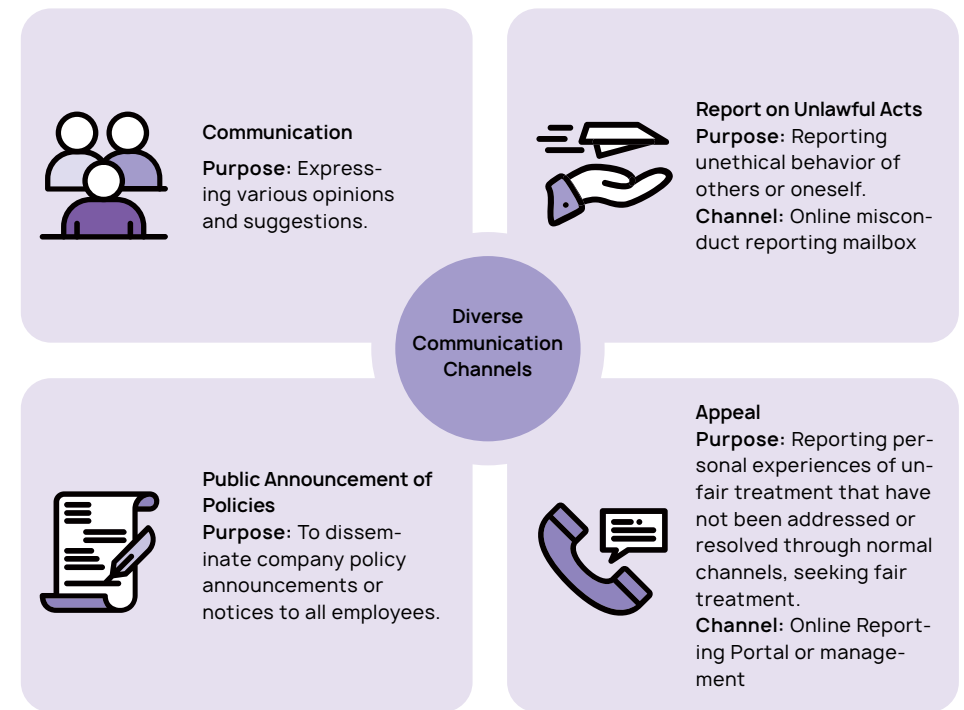 Communication
Purpose: Express-
ing various opinions
and suggestions.
Report on Unlawful Acts
Purpose: Reporting
unethical behavior of
others or oneself.
Channel: Online miscon-
duct reporting mailbox
Diverse
Communication
Channels
Public Announcement of
Policies
Purpose: To dissem-
inate company policy
announcements or
notices to all employees.
Appeal
Purpose: Reporting per-
sonal experiences of un-
fair treatment that have
not been addressed or
resolved through normal
channels, seeking fair
treatment.
Channel: Online Report-
ing Portal or manage-
ment